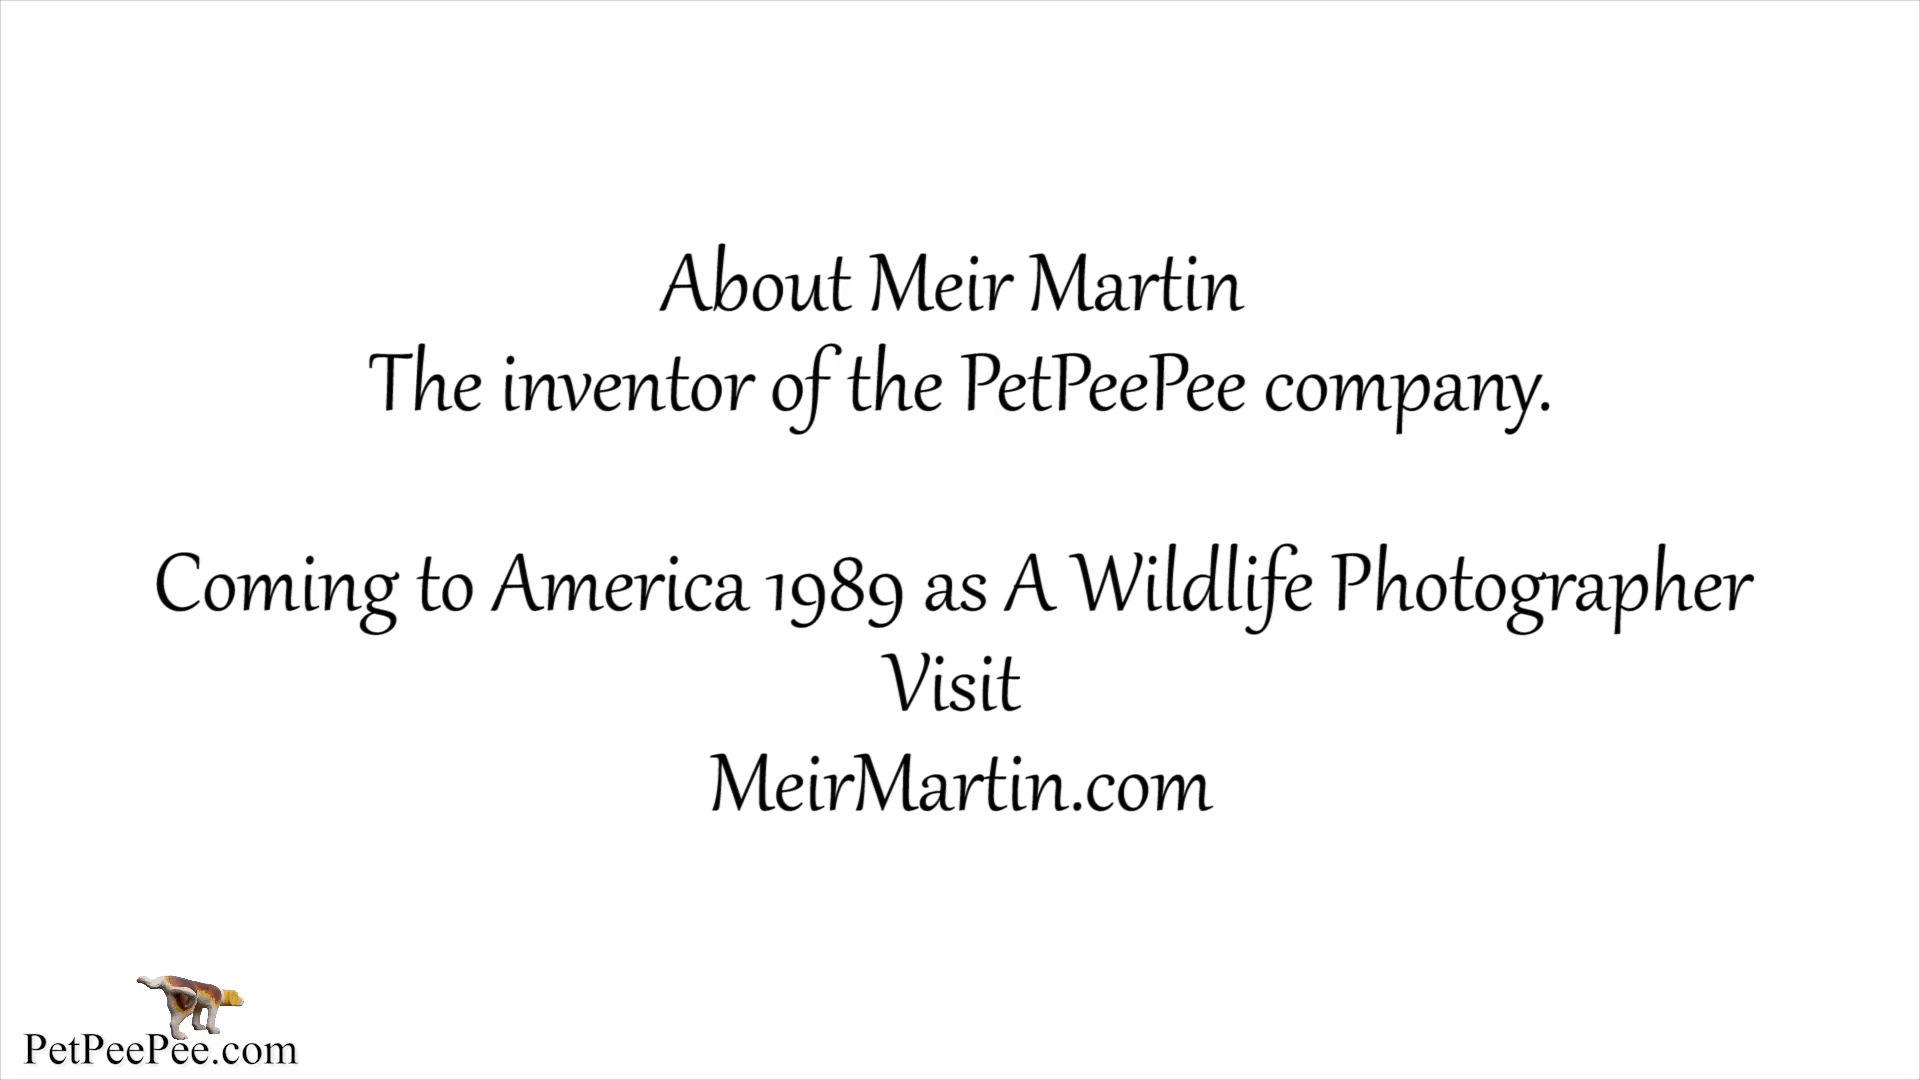 About Meir Martin
The inventor of the PetPeePee company.
Coming to America 1989 as A Wildlife Photographer
Visit
MeirMartin.com
PetPeePee.com